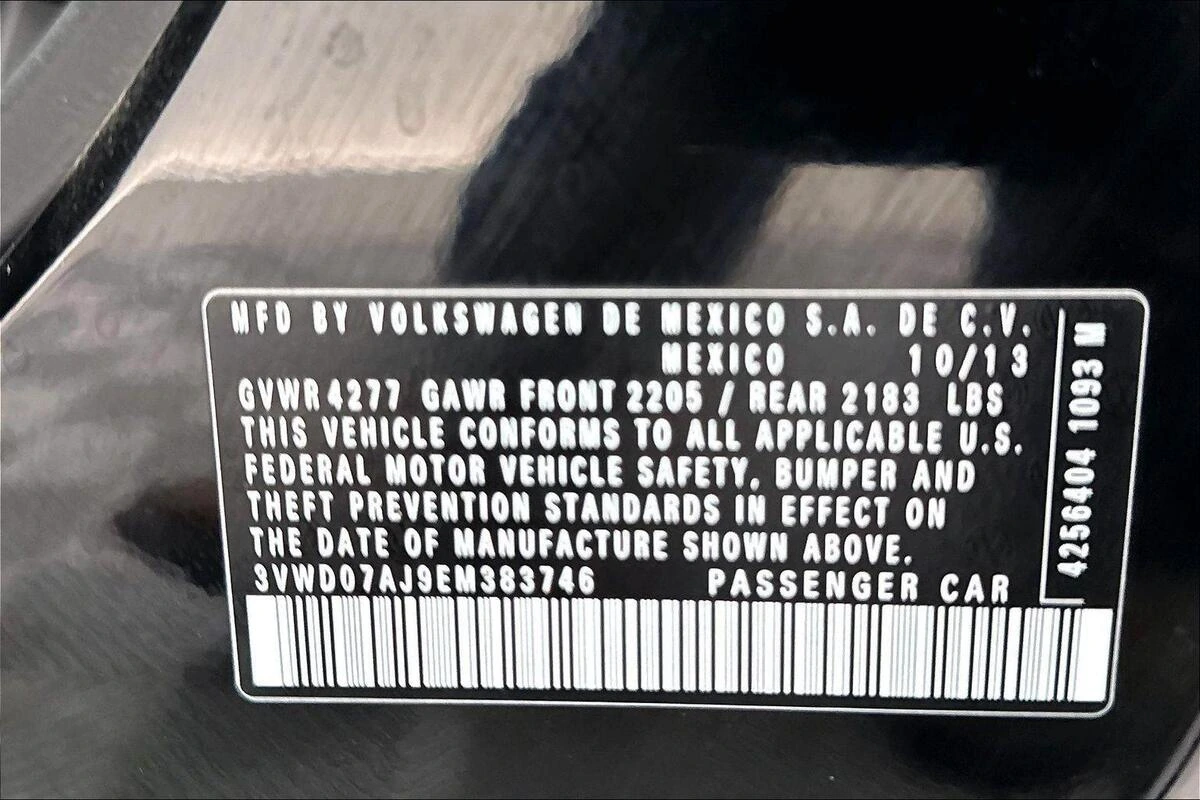 MFD BY VOLKSWAGEN DE MEXICO S.A. DE C.V.
MEXICO 10/13
GVWR 4277 GAWR FRONT 2205 / REAR 2183 LBS
THIS VEHICLE CONFORMS TO ALL APPLICABLE U.S.
FEDERAL MOTOR VEHICLE SAFETY, BUMPER AND
THEFT PREVENTION STANDARDS IN EFFECT ON
THE DATE OF MANUFACTURE SHOWN ABOVE.
3VWD07AJ9EM383746 PASSENGER CAR
4256404 1093 M